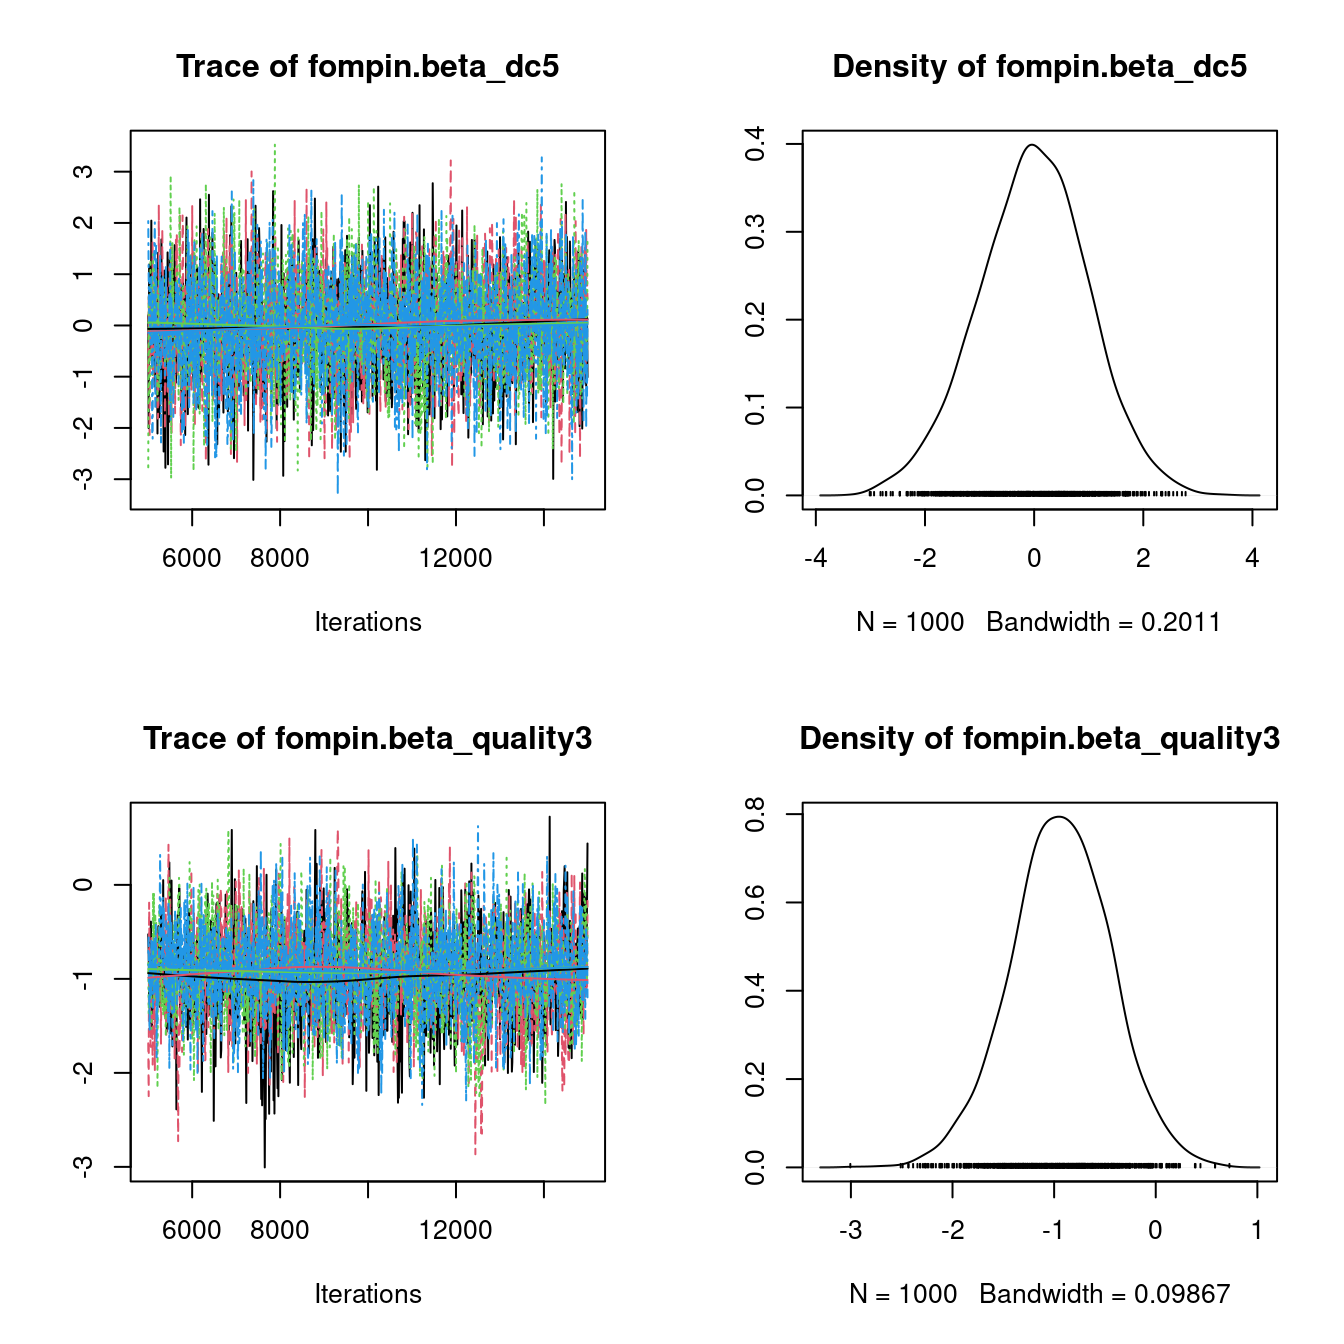 Trace of fompin.beta_dc5
3
2
1
0
-1
-2
-3
6000 8000 12000
Iterations
Density of fompin.beta_dc5
0.4
0.3
0.2
0.1
0.0
-4 -2 0 2 4
N = 1000 Bandwidth = 0.2011
Trace of fompin.beta_quality3
0
-1
-2
-3
6000 8000 12000
Iterations
Density of fompin.beta_quality3
0.8
0.6
0.4
0.2
0.0
-3 -2 -1 0 1
N = 1000 Bandwidth = 0.09867